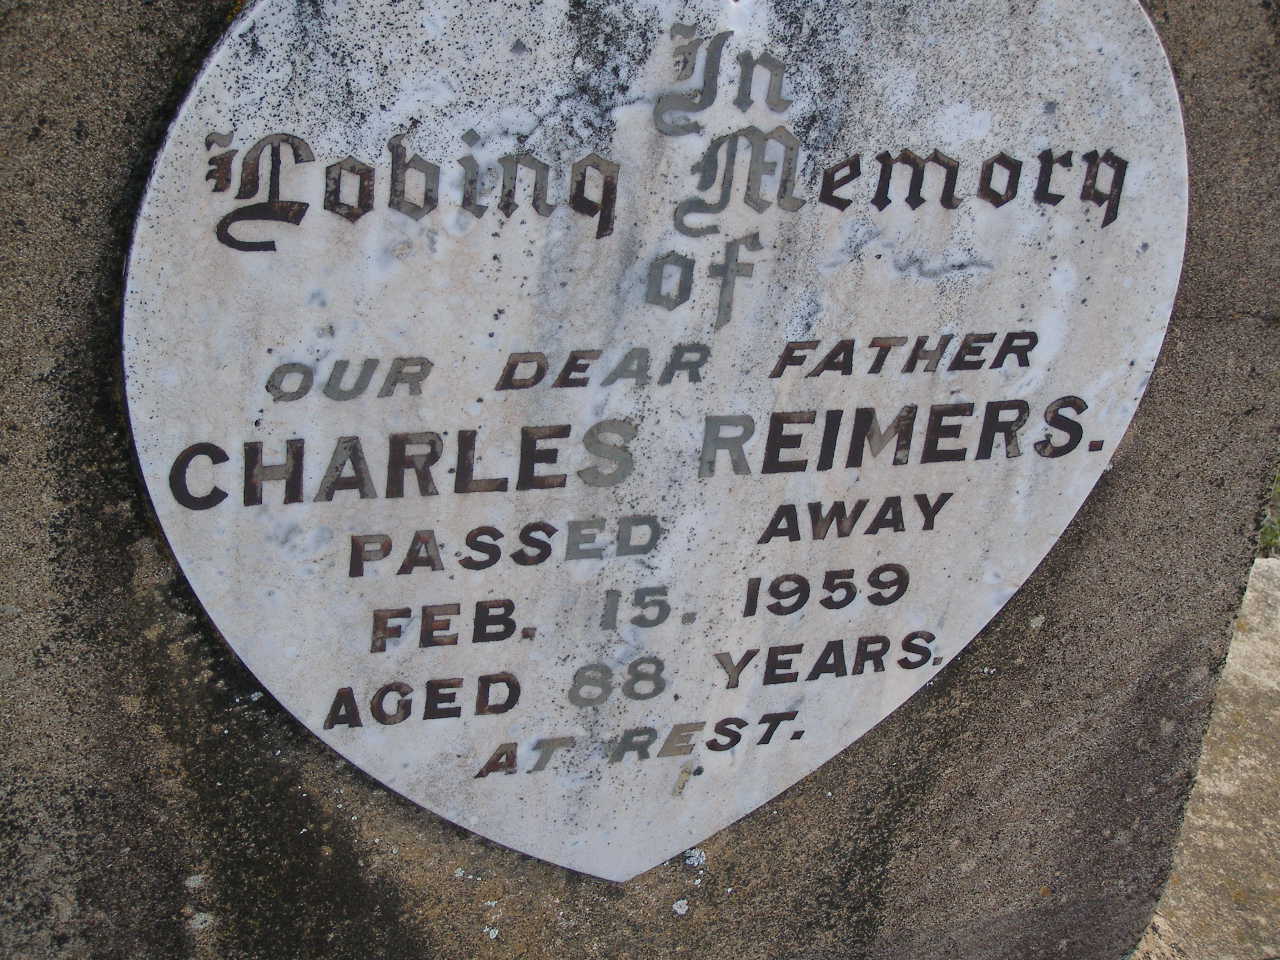 In
Loving Memory
of
OUR DEAR FATHER
CHARLES REIMERS.
PASSED AWAY
FEB. 15. 1959
AGED 88 YEARS.
AT REST.